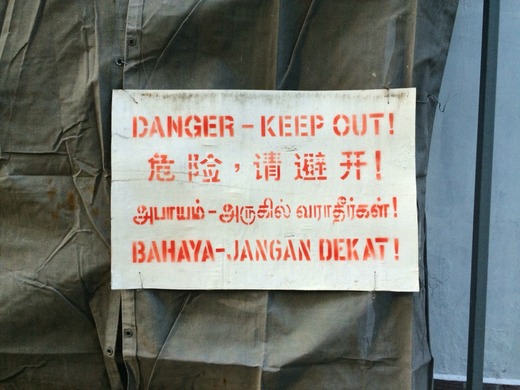 DANGER - KEEP OUT!
危险，请避开！
அபாயம் - அருகில் வராதீர்கள்!
BAHAYA-JANGAN DEKAT!